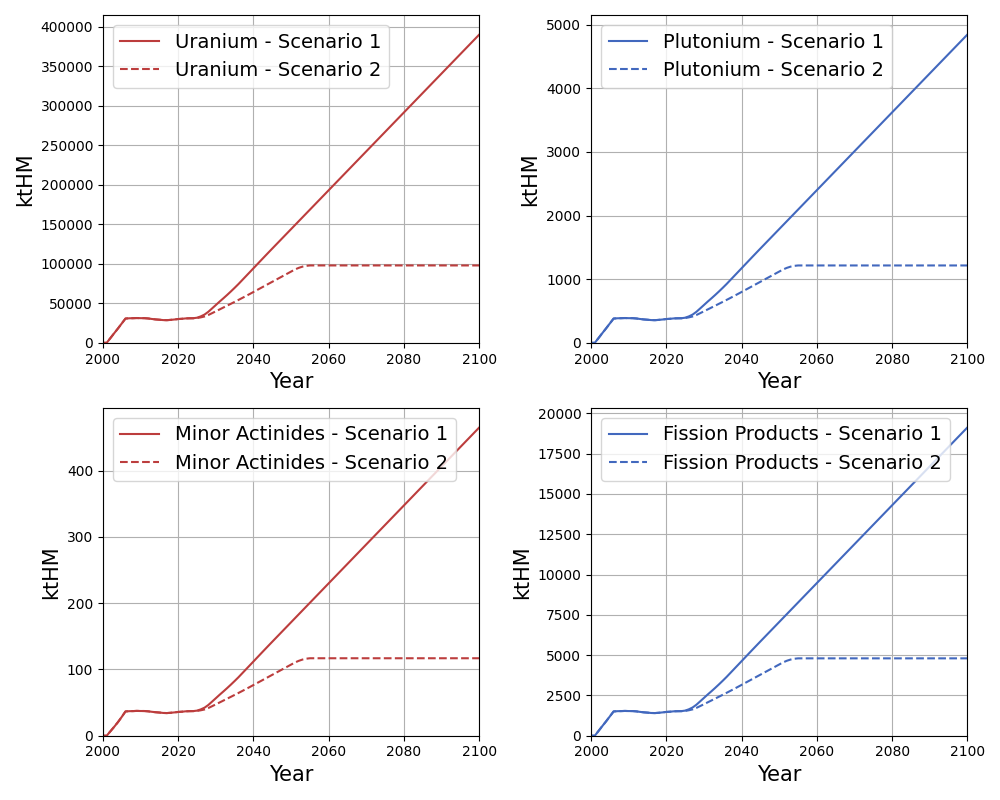 400000
350000
300000
250000
200000
150000
100000
50000
0
ktHM
Uranium - Scenario 1
Uranium - Scenario 2
2000 2020 2040 2060 2080 2100
Year
5000
4000
3000
2000
1000
0
ktHM
Plutonium - Scenario 1
Plutonium - Scenario 2
2000 2020 2040 2060 2080 2100
Year
400
300
200
100
0
ktHM
Minor Actinides - Scenario 1
Minor Actinides - Scenario 2
2000 2020 2040 2060 2080 2100
Year
20000
17500
15000
12500
10000
7500
5000
2500
0
ktHM
Fission Products - Scenario 1
Fission Products - Scenario 2
2000 2020 2040 2060 2080 2100
Year